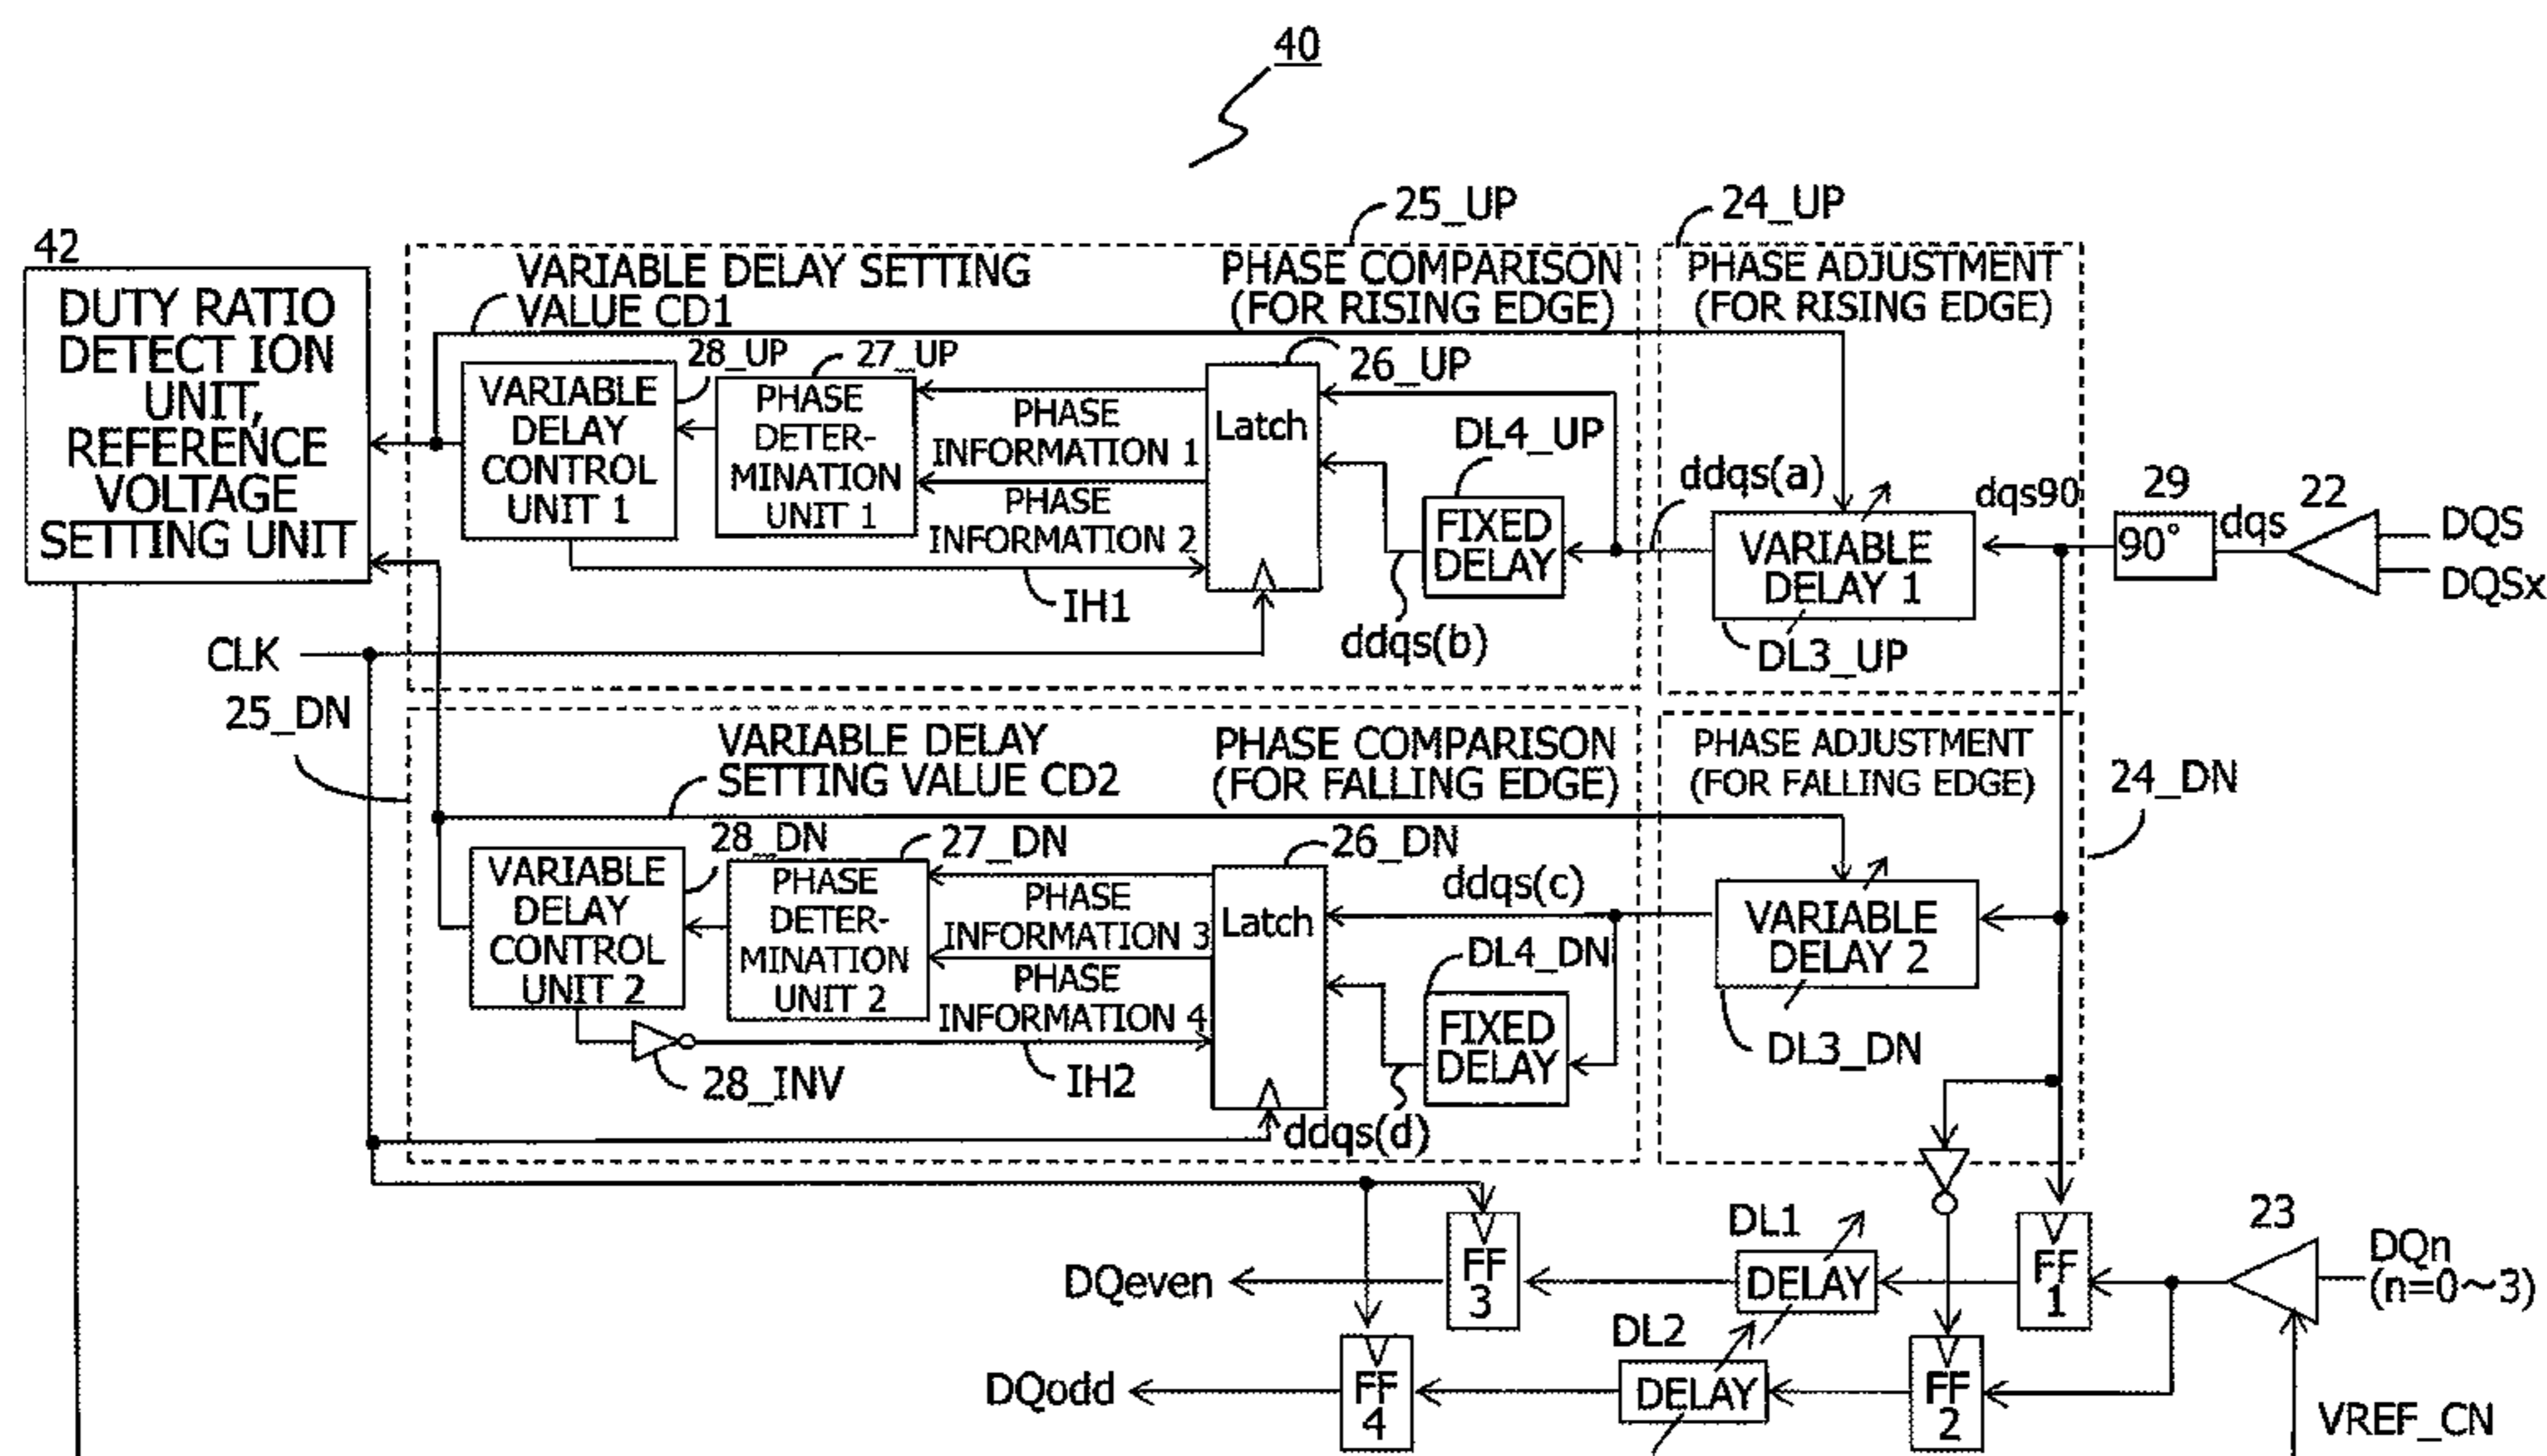 40
25_UP
24_UP
42
DUTY RATIO
DETECT ION
UNIT,
REFERENCE
VOLTAGE
SETTING UNIT
VARIABLE DELAY SETTING
VALUE CD1
PHASE COMPARISON
(FOR RISING EDGE)
PHASE ADJUSTMENT
(FOR RISING EDGE)
28_UP
27_UP
26_UP
VARIABLE
DELAY
CONTROL
UNIT 1
PHASE
DETER-
MINATION
UNIT 1
PHASE
INFORMATION 1
PHASE
INFORMATION 2
Latch
DL4_UP
FIXED
DELAY
ddqs(a)
ddqs(b)
VARIABLE
DELAY 1
DL3_UP
dqs90
29
90°
dqs
22
DQS
DQSx
IH1
CLK
25_DN
VARIABLE DELAY
SETTING VALUE CD2
PHASE COMPARISON
(FOR FALLING EDGE)
PHASE ADJUSTMENT
(FOR FALLING EDGE)
24_DN
28_DN
27_DN
26_DN
VARIABLE
DELAY
CONTROL
UNIT 2
PHASE
DETER-
MINATION
UNIT 2
PHASE
INFORMATION 3
PHASE
INFORMATION 4
Latch
ddqs(c)
DL4_DN
FIXED
DELAY
VARIABLE
DELAY 2
DL3_DN
28_INV
IH2
ddqs(d)
DQeven
FF
3
DL1
DELAY
FF
1
23
DQn
(n=0～3)
DQodd
FF
4
DL2
DELAY
FF
2
VREF_CN